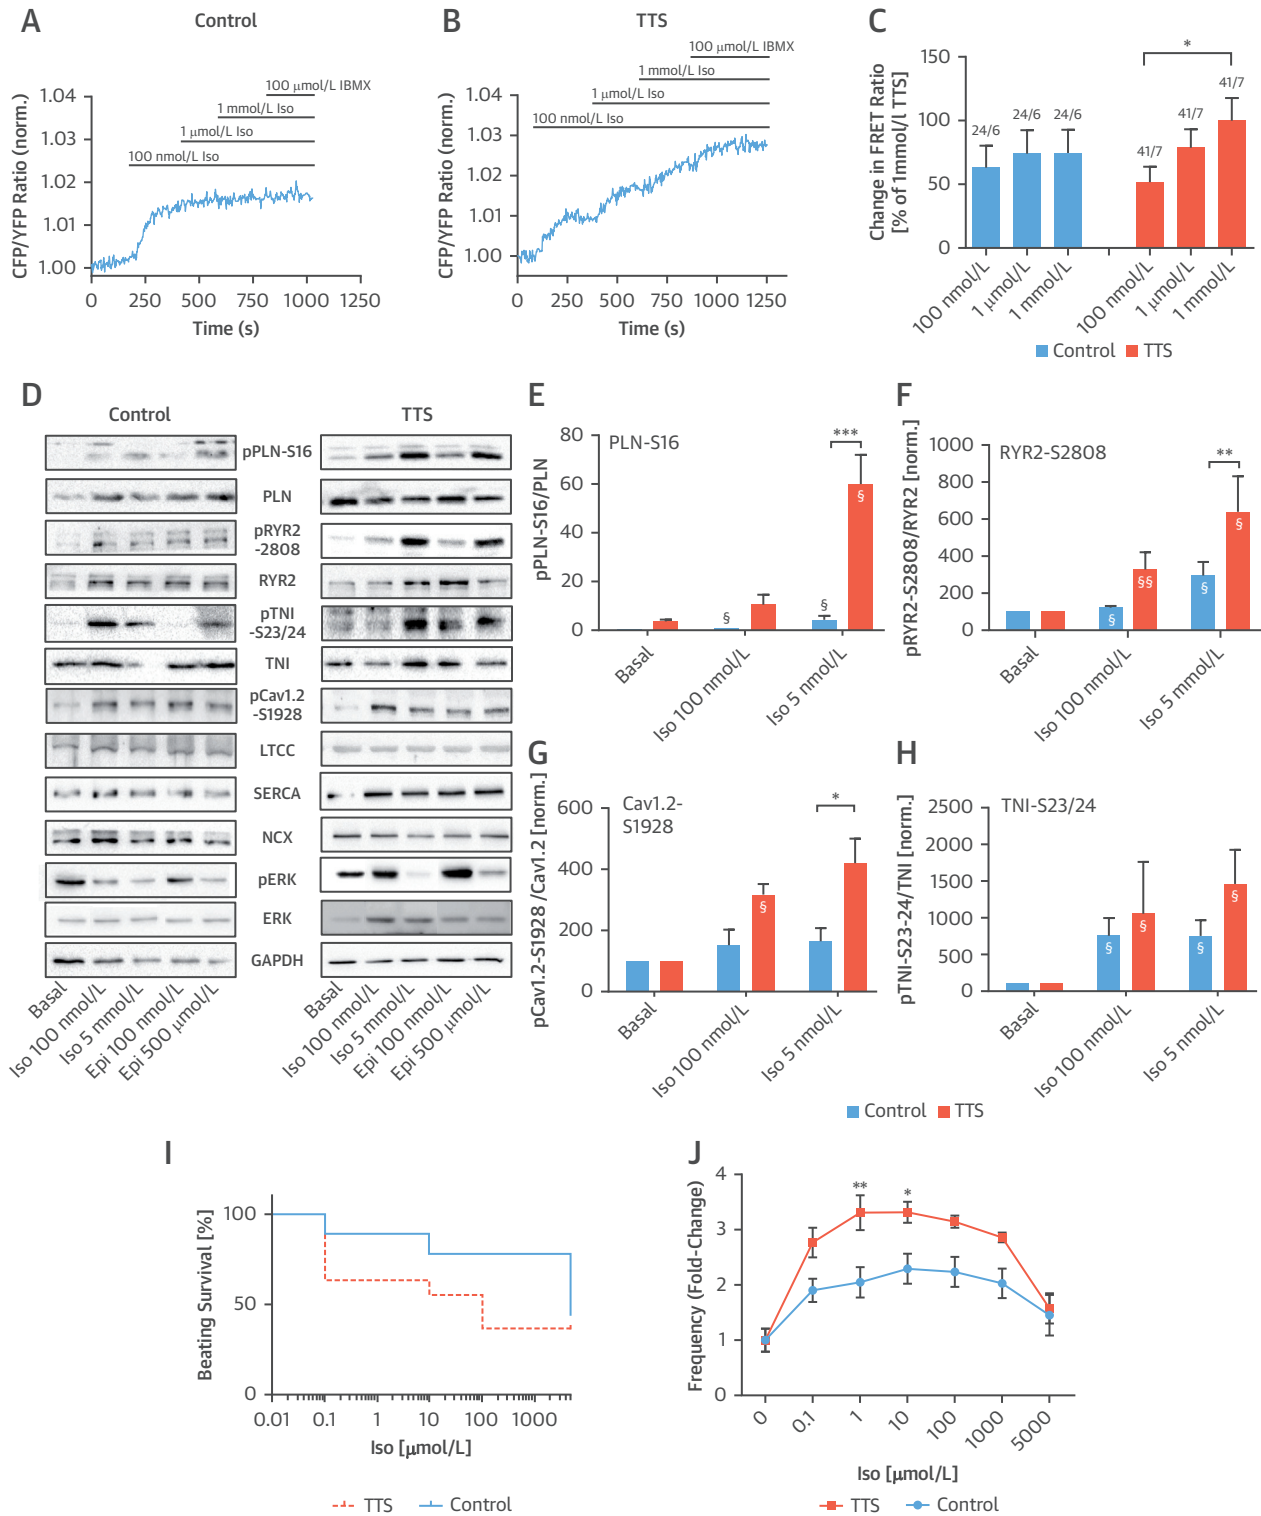 A
Control
100 μmol/L IBMX
1 mmol/L Iso
1 μmol/L Iso
100 nmol/L Iso
CFP/YFP Ratio (norm.)
1.04
1.03
1.02
1.01
1.00
0
250
500
750
1000
1250
Time (s)
B
TTS
100 μmol/L IBMX
1 mmol/L Iso
1 μmol/L Iso
100 nmol/L Iso
CFP/YFP Ratio (norm.)
1.04
1.03
1.02
1.01
1.00
0
250
500
750
1000
1250
Time (s)
C
Change in FRET Ratio
[% of 1mmol/l TTS]
150
100
50
0
24/6
24/6
24/6
41/7
41/7
41/7
*
100 nmol/L
1 μmol/L
1 mmol/L
100 nmol/L
1 μmol/L
1 mmol/L
Control
TTS
D
Control
TTS
pPLN-S16
PLN
pRYR2
-2808
RYR2
pTNI
-S23/24
TNI
pCav1.2
-S1928
LTCC
SERCA
NCX
pERK
ERK
GAPDH
Basal
Iso 100 nmol/L
Iso 5 mmol/L
Epi 100 nmol/L
Epi 500 μmol/L
Basal
Iso 100 nmol/L
Iso 5 mmol/L
Epi 100 nmol/L
Epi 500 μmol/L
E
PLN-S16
pPLN-S16/PLN
80
60
40
20
0
§
§
§
***
Basal
Iso 100 nmol/L
Iso 5 nmol/L
F
RYR2-S2808
pRYR2-S2808/RYR2 [norm.]
1000
800
600
400
200
0
§
§§
§
§
**
Basal
Iso 100 nmol/L
Iso 5 mmol/L
G
Cav1.2-
S1928
pCav1.2-S1928 /Cav1.2 [norm.]
600
400
200
0
§
*
Basal
Iso 100 nmol/L
Iso 5 nmol/L
H
TNI-S23/24
pTNI-S23-24/TNI [norm.]
2500
2000
1500
1000
500
0
§
§
§
§
Basal
Iso 100 nmol/L
Iso 5 nmol/L
Control
TTS
I
Beating Survival [%]
100
50
0
0.01
0.1
1
10
100
1000
Iso [μmol/L]
TTS
Control
J
Frequency (Fold-Change)
4
3
2
1
0
**
*
0
0.1
1
10
100
1000
5000
Iso [μmol/L]
TTS
Control